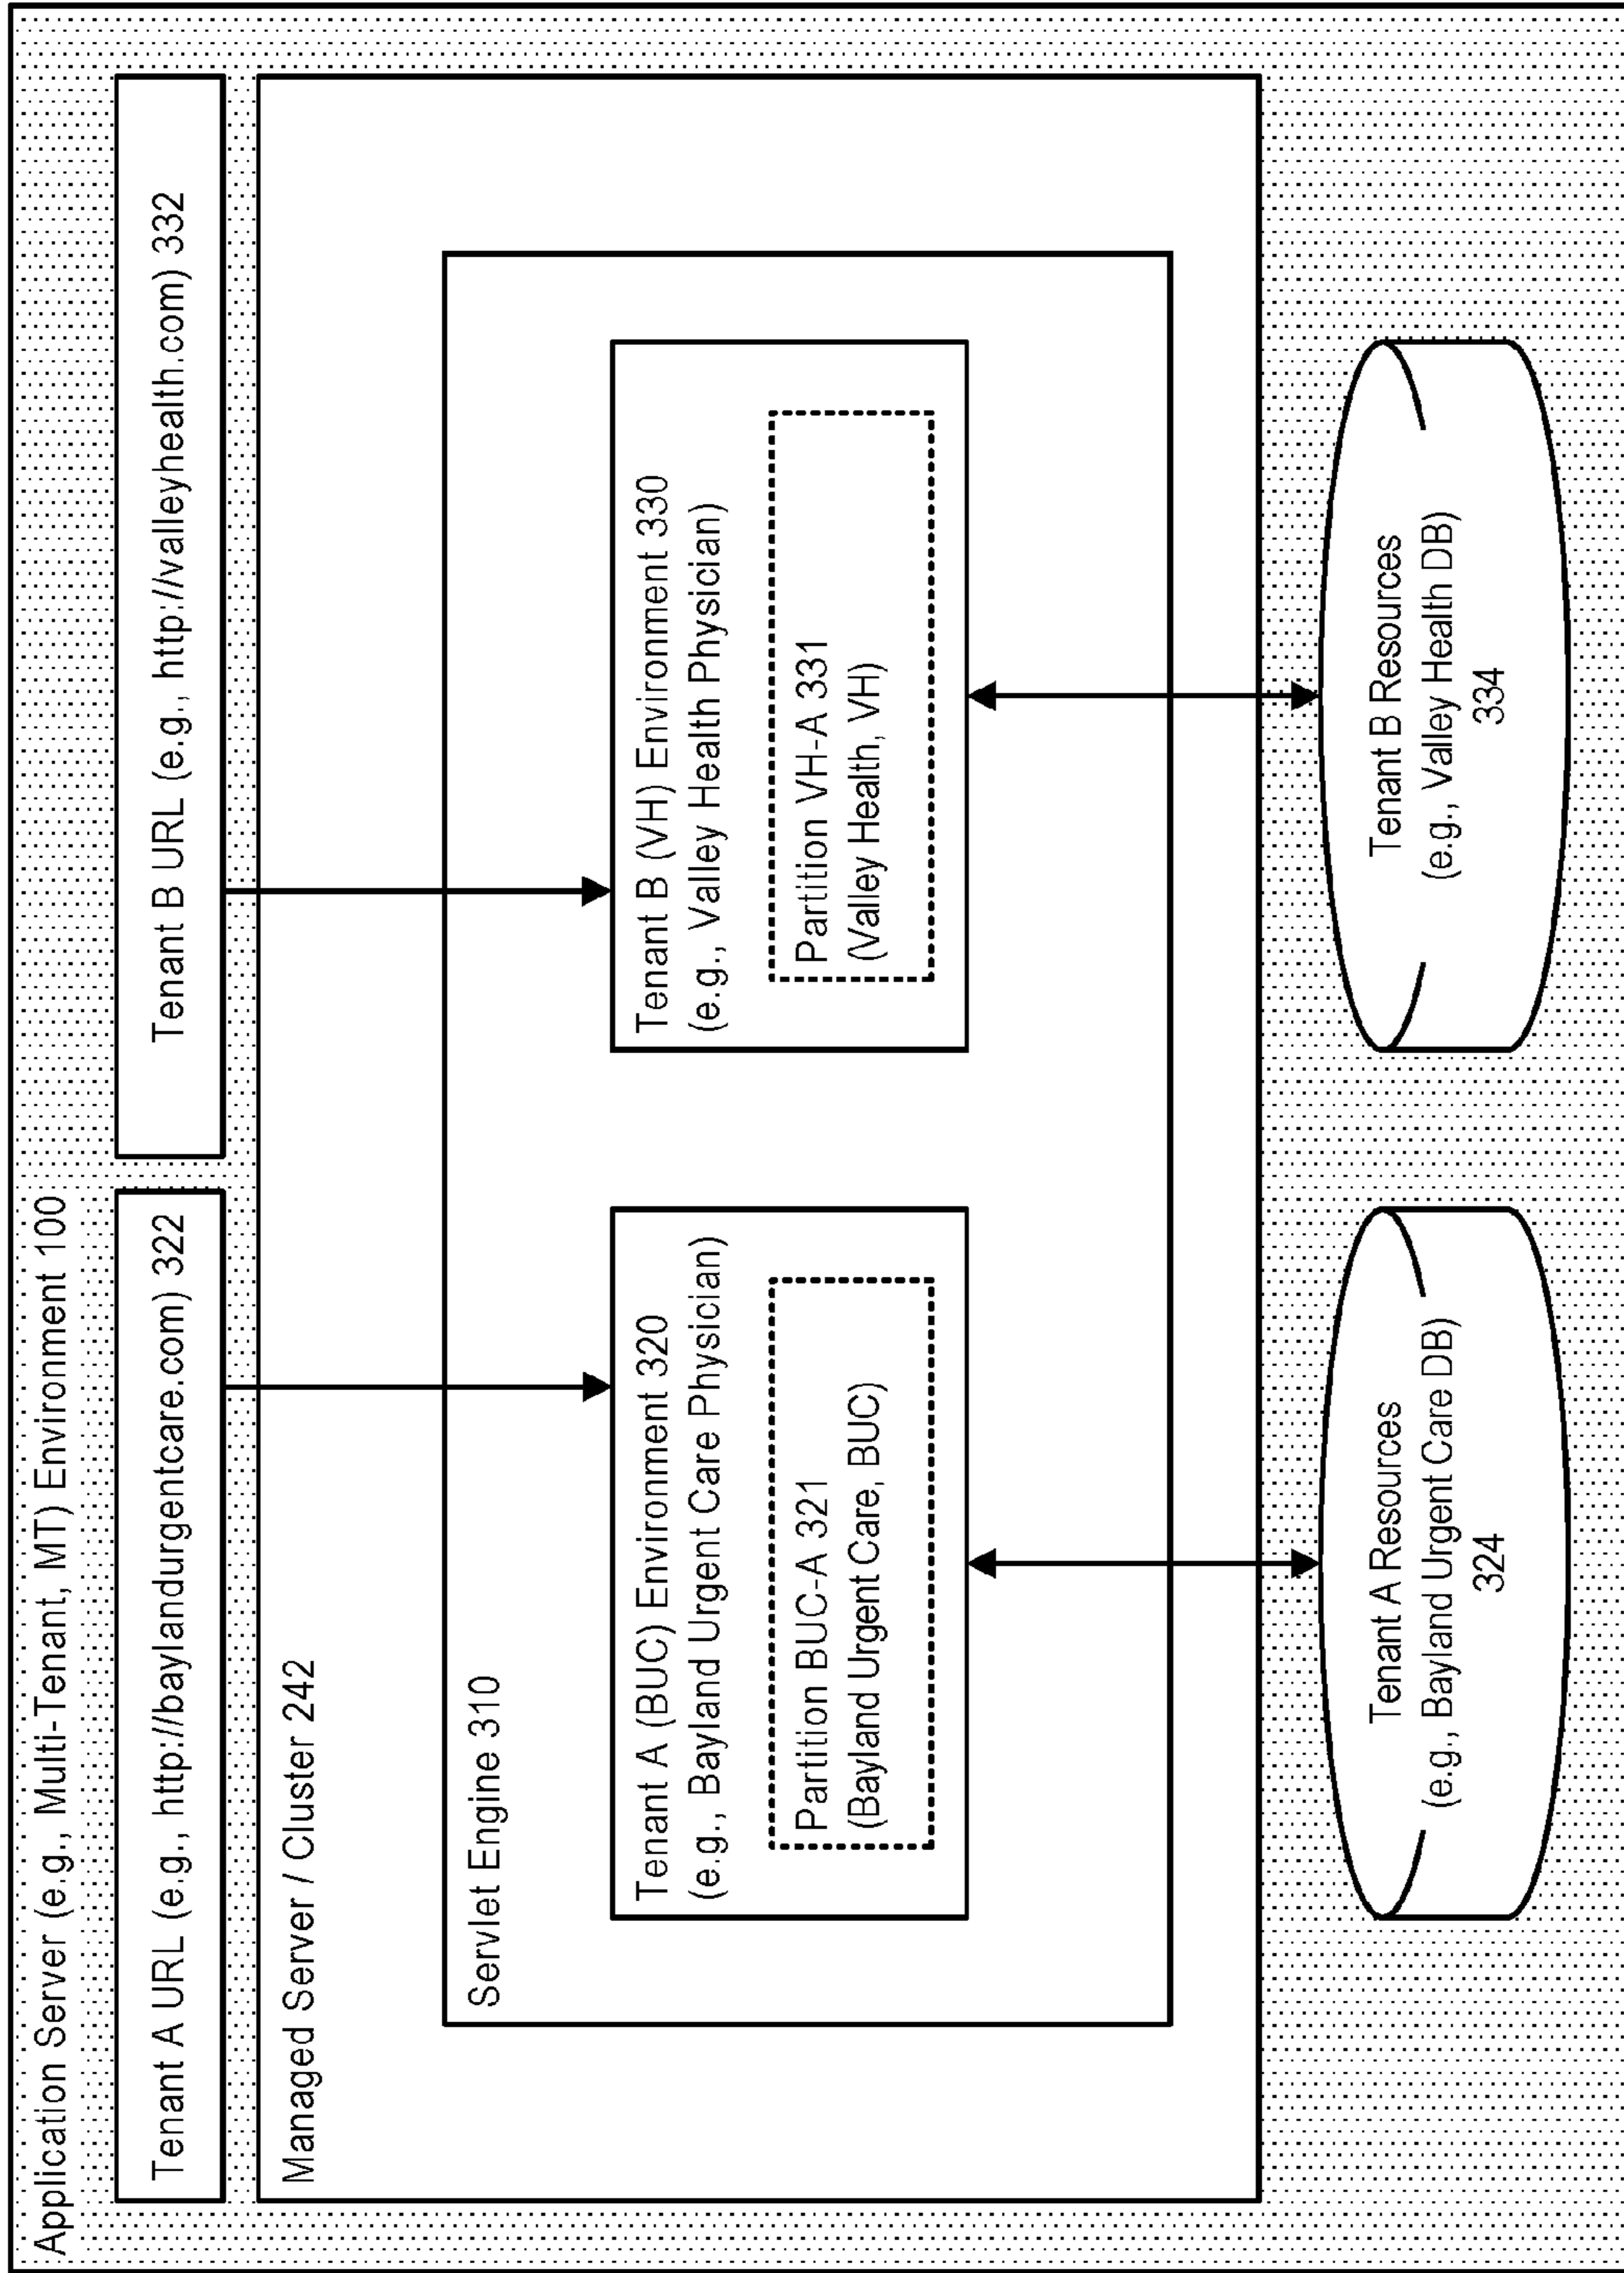 Application Server (e.g., Multi-Tenant, MT) Environment 100
Tenant A URL (e.g., http://baylandurgentcare.com) 322
Tenant B URL (e.g., http://valleyhealth.com) 332
Managed Server / Cluster 242
Servlet Engine 310
Tenant A (BUC) Environment 320
(e.g., Bayland Urgent Care Physician)
Partition BUC-A 321
(Bayland Urgent Care, BUC)
Tenant B (VH) Environment 330
(e.g., Valley Health Physician)
Partition VH-A 331
(Valley Health, VH)
Tenant A Resources
(e.g., Bayland Urgent Care DB)
324
Tenant B Resources
(e.g., Valley Health DB)
334